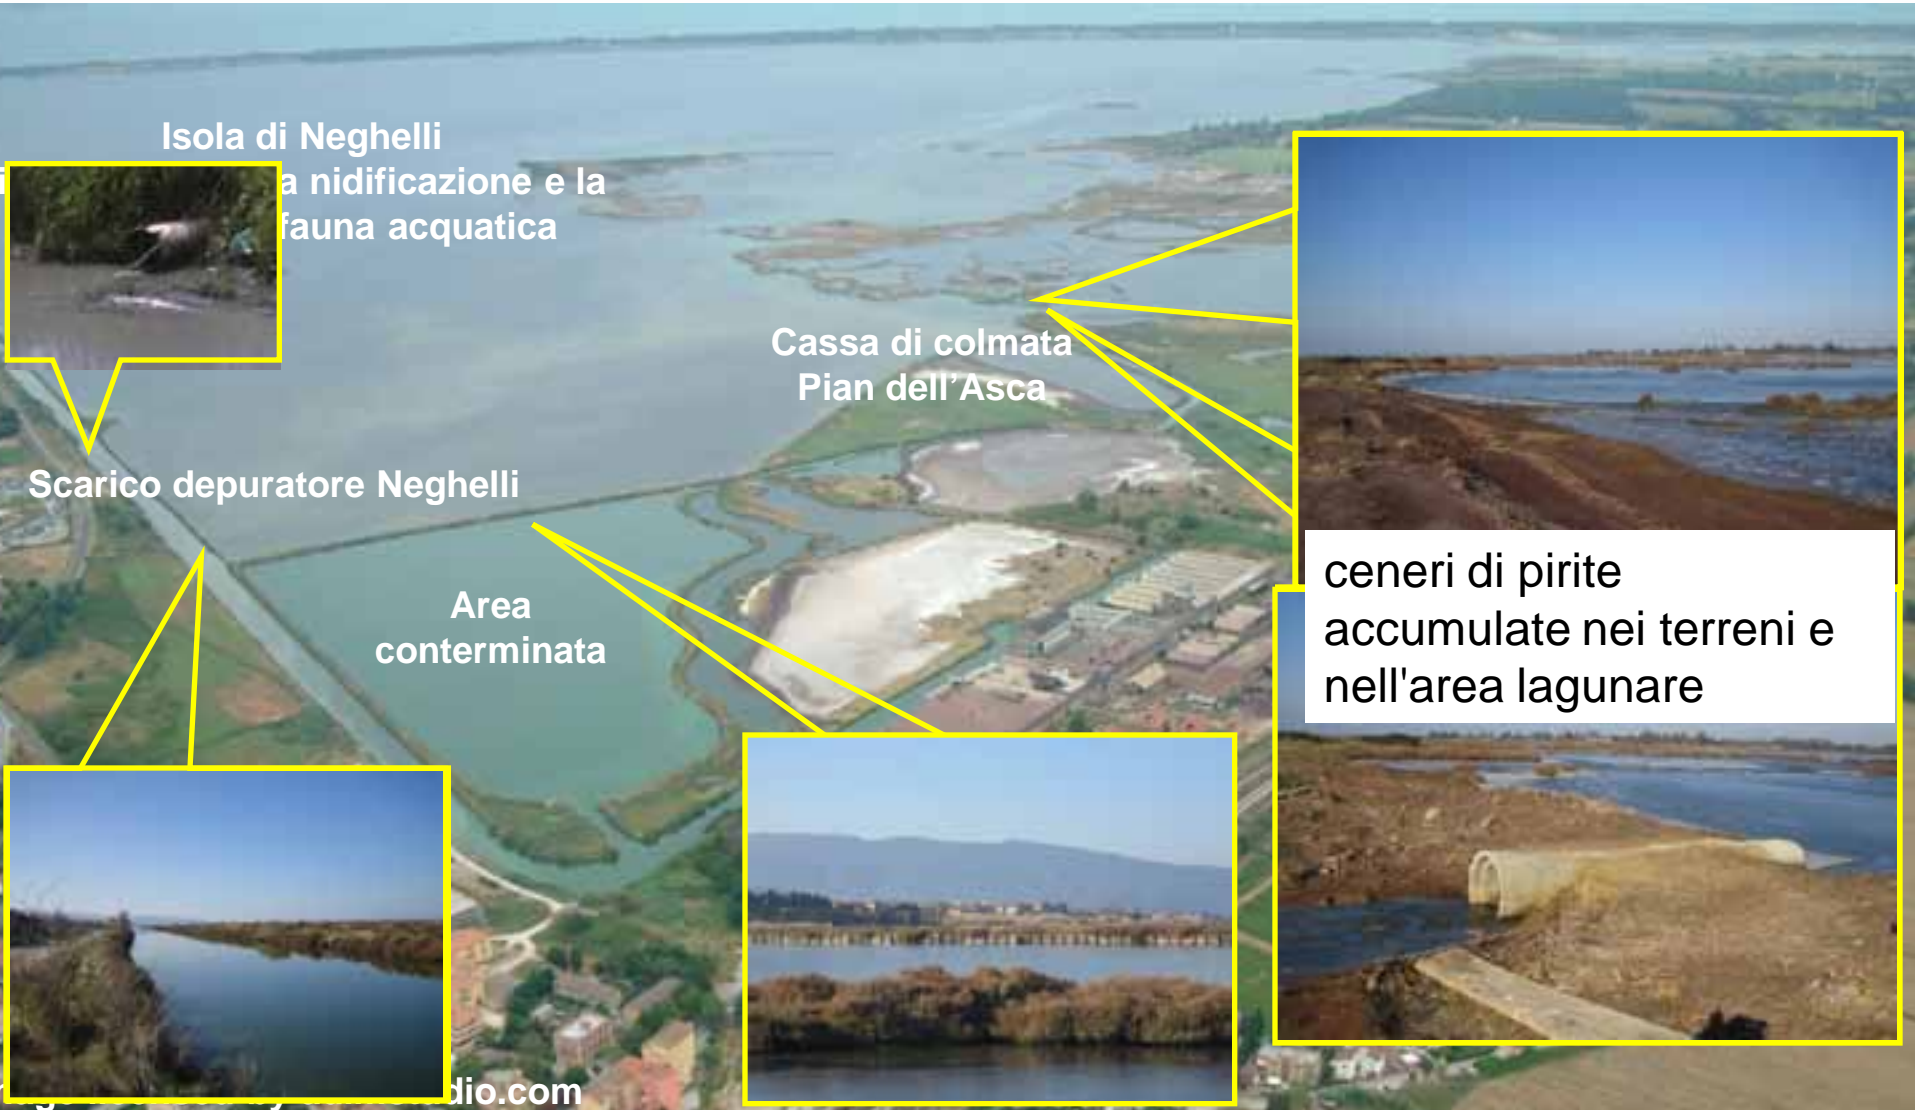 Isola di Neghelli
a nidificazione e la
fauna acquatica
Cassa di colmata
Pian dell'Asca
Scarico depuratore Neghelli
Area
conterminata
ceneri di pirite
accumulate nei terreni e
nell'area lagunare
dio.com